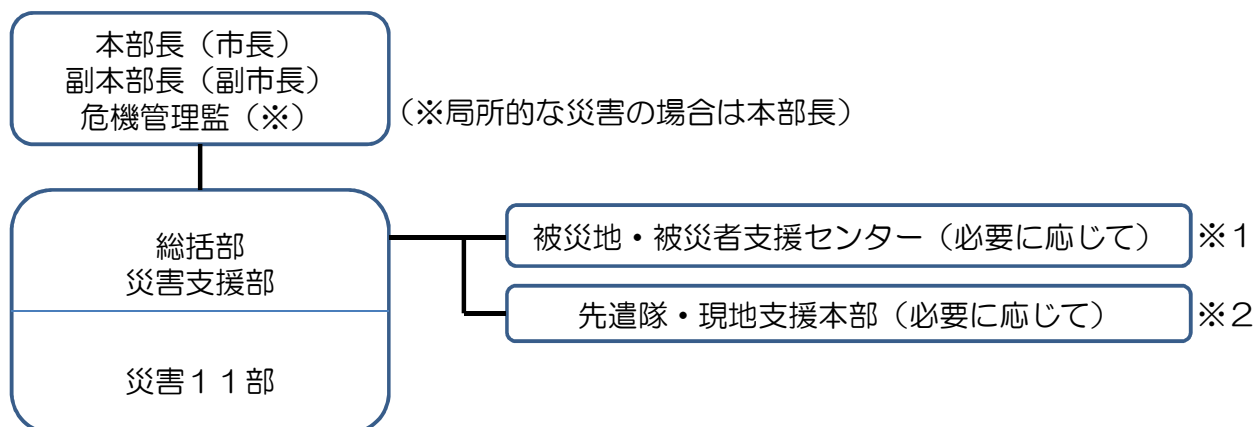 本部長（市長）
副本部長（副市長）
危機管理監（※）
（※局所的な災害の場合は本部長）
総括部
災害支援部
災害１１部
被災地・被災者支援センター（必要に応じて）
※１
先遣隊・現地支援本部（必要に応じて）
※２